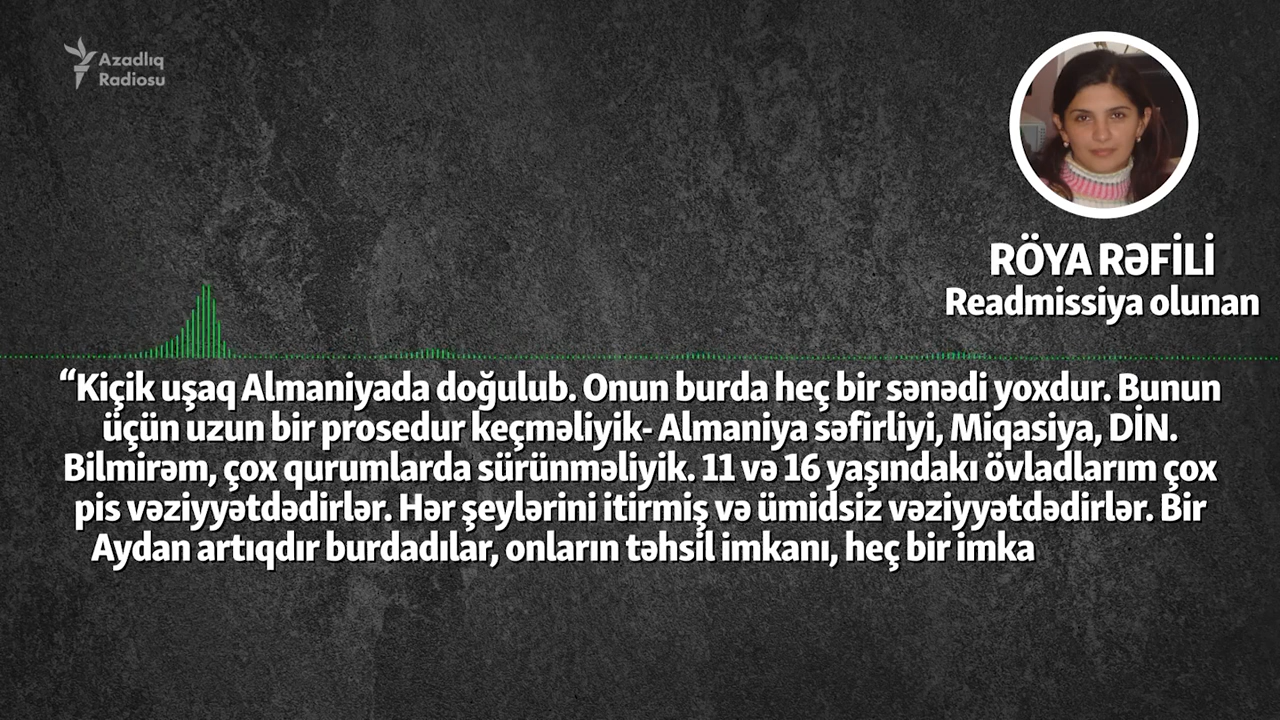 Azadlıq
Radiosu
RÖYA RƏFİLİ
Readmissiya olunan
“Kiçik uşaq Almaniyada doğulub. Onun burda heç bir sənədi yoxdur. Bunun
üçün uzun bir prosedur keçməliyik- Almaniya səfirliyi, Miqasiya, DİN.
Bilmirəm, çox qurumlarda sürünməliyik. 11 və 16 yaşındakı övladlarım çox
pis vəziyyətdədirlər. Hər şeylərini itirmiş və ümidsiz vəziyyətdədirlər. Bir
Aydan artıqdır burdadılar, onların təhsil imkanı, heç bir imka